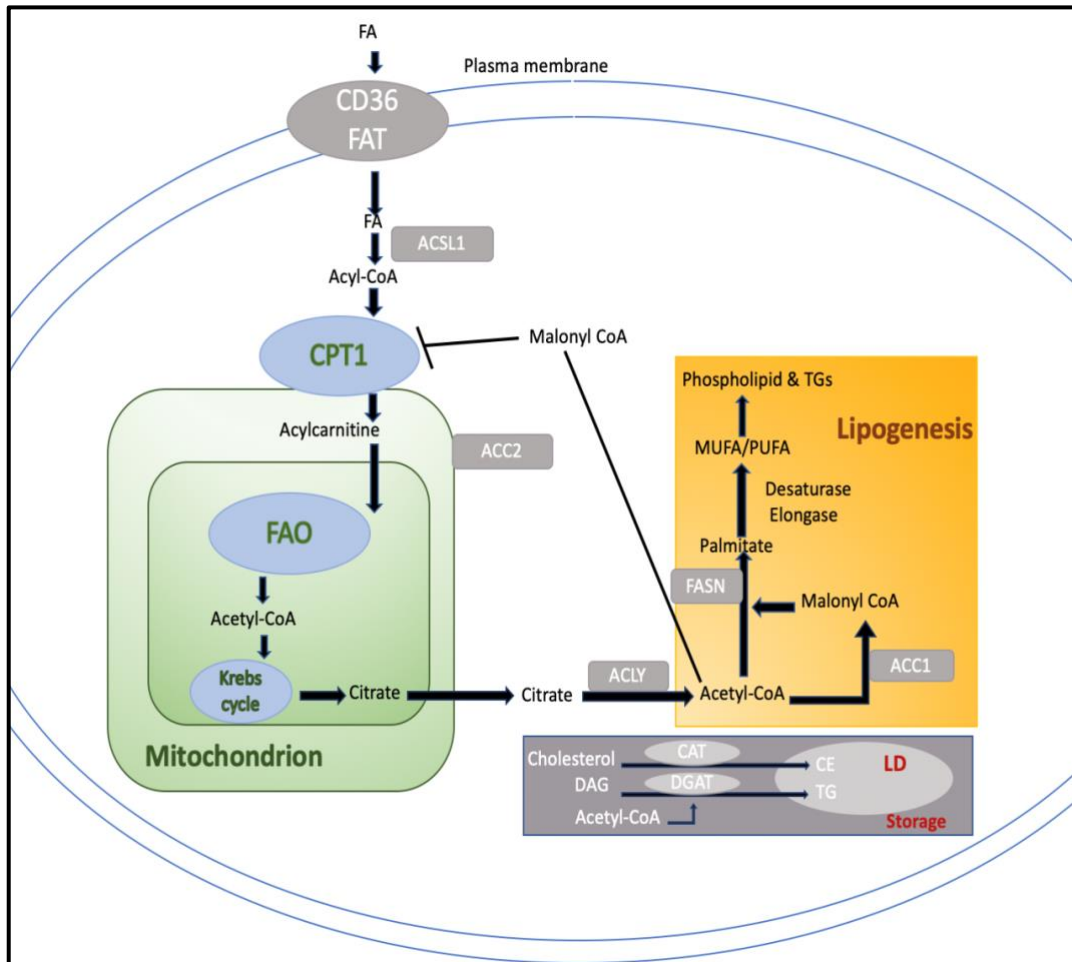 FA
Plasma membrane
CD36
FAT
FA
ACSL1
Acyl-CoA
CPT1
Malonyl CoA
Acylcarnitine
ACC2
FAO
Acetyl-CoA
Krebs
cycle
Citrate
Mitochondrion
Citrate
ACLY
Phospholipid & TGs
Lipogenesis
MUFA/PUFA
Desaturase
Elongase
Palmitate
FASN
Malonyl CoA
ACC1
Acetyl-CoA
Cholesterol
CAT
CE
LD
DAG
DGAT
TG
Acetyl-CoA
Storage